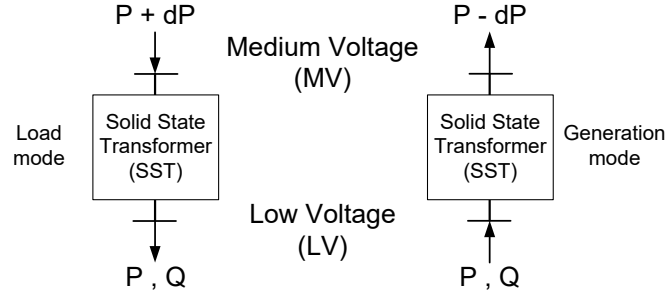 P + dP
P - dP
Medium Voltage
(MV)
Load
mode
Solid State
Transformer
(SST)
Solid State
Transformer
(SST)
Generation
mode
Low Voltage
(LV)
P , Q
P , Q